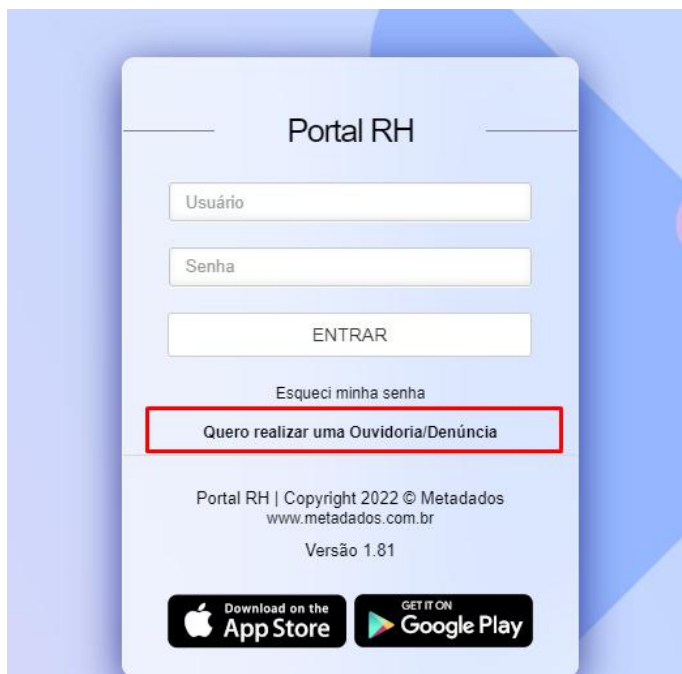 Portal RH
Usuário
Senha
ENTRAR
Esqueci minha senha
Quero realizar uma Ouvidoria/Denúncia
Portal RH | Copyright 2022 © Metadados
www.metadados.com.br
Versão 1.81
Download on the
App Store
GET IT ON
Google Play